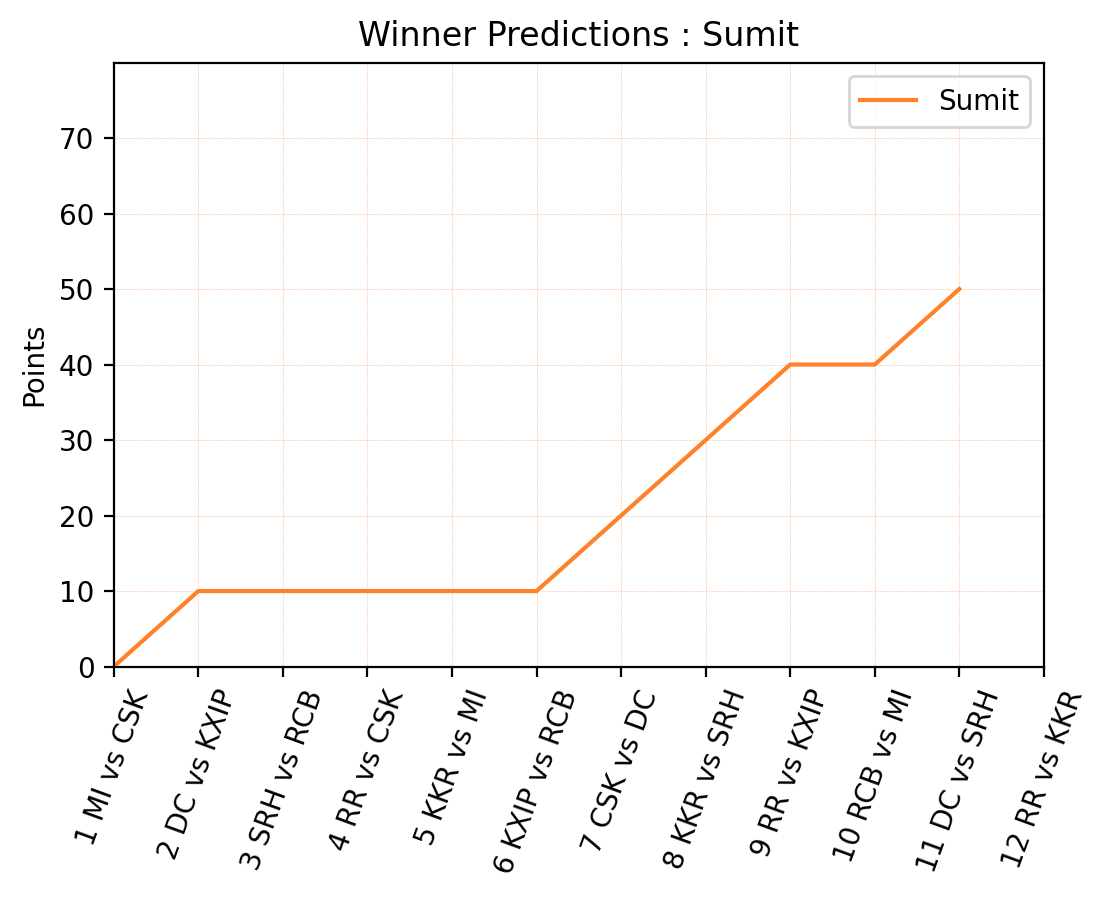 Winner Predictions : Sumit
Sumit
Points
70
60
50
40
30
20
10
0
1 MI vs CSK
2 DC vs KXIP
3 SRH vs RCB
4 RR vs CSK
5 KKR vs MI
6 KXIP vs RCB
7 CSK vs DC
8 KKR vs SRH
9 RR vs KXIP
10 RCB vs MI
11 DC vs SRH
12 RR vs KKR